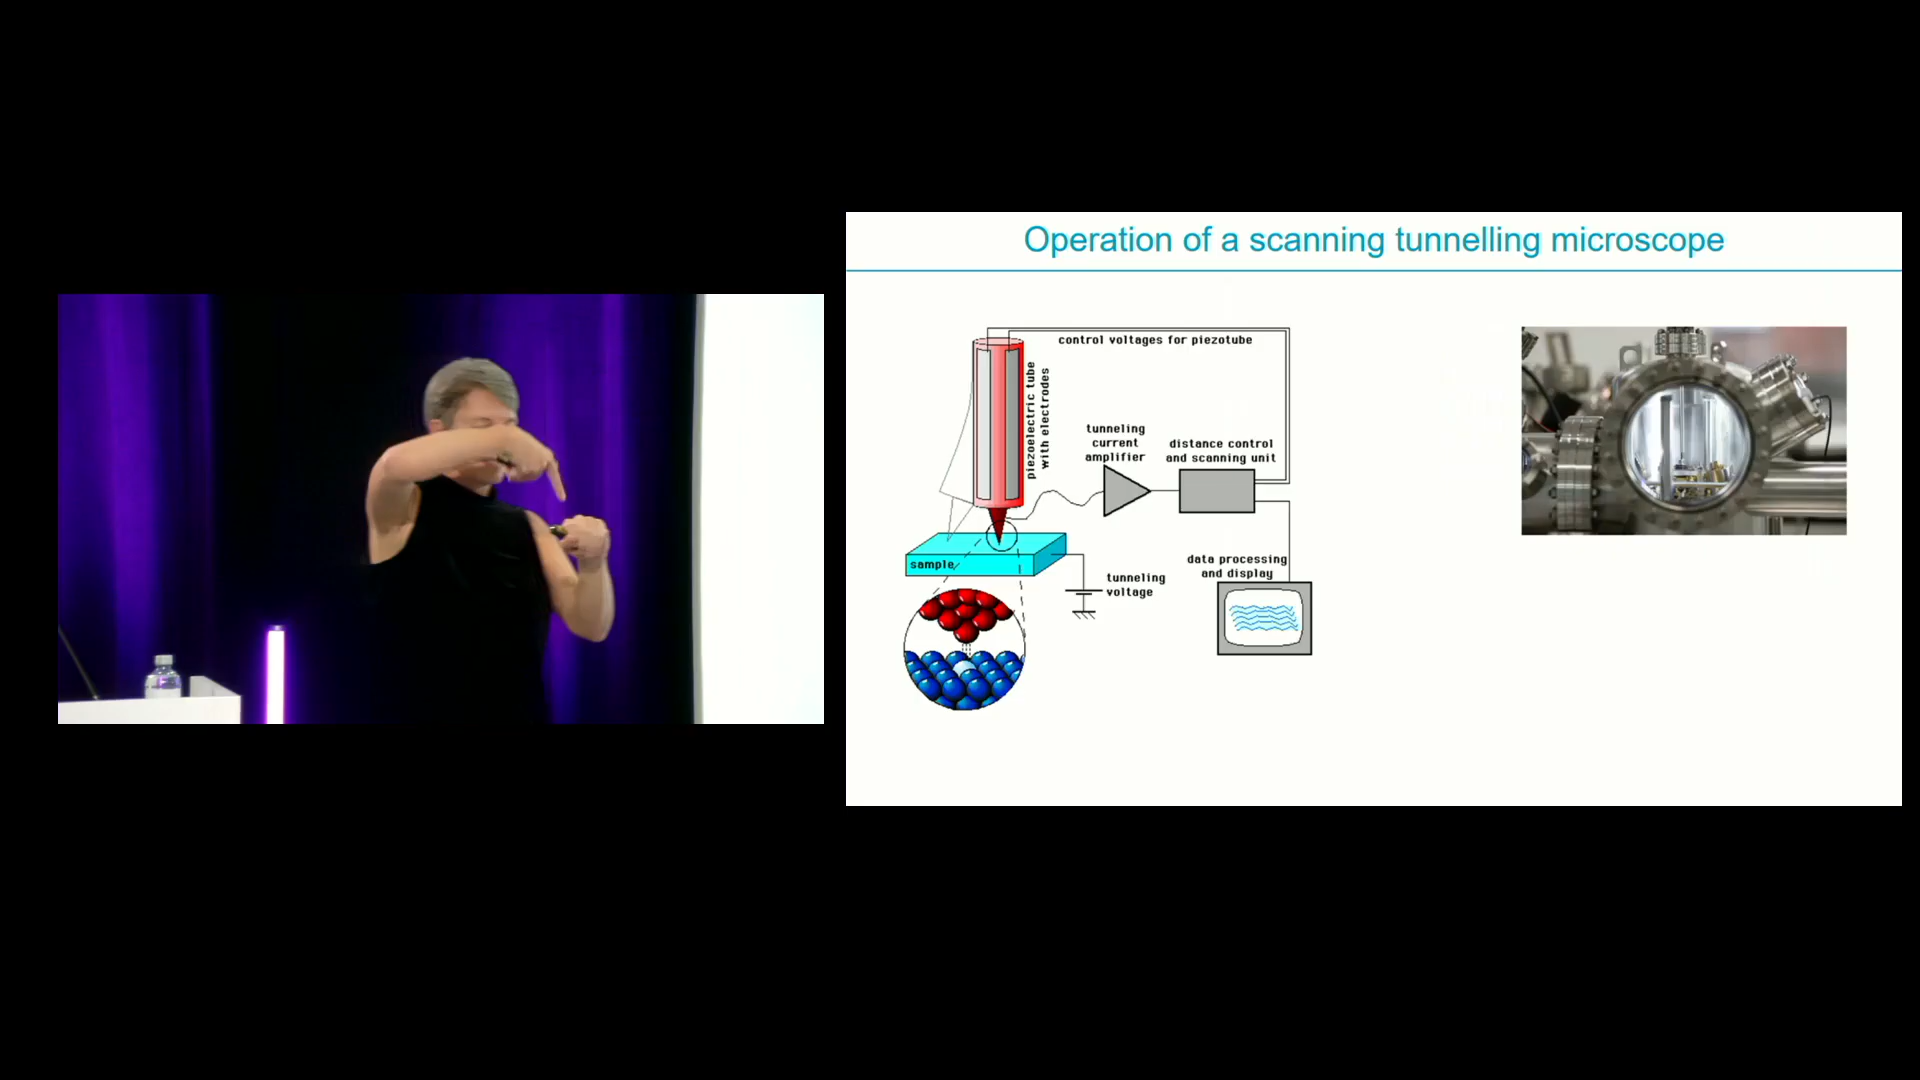 Operation of a scanning tunnelling microscope
control voltages for piezotube
piezoelectric tube
with electrodes
tunneling
current
amplifier
distance control
and scanning unit
sample
tunneling
voltage
data processing
and display